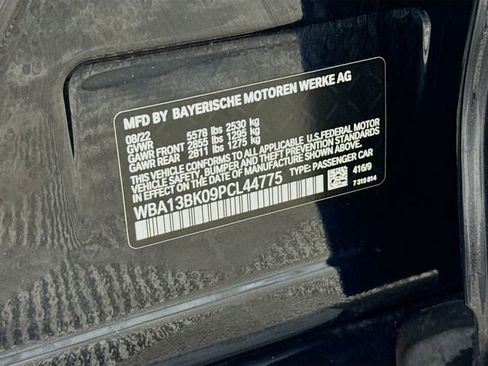 MFD BY BAYERISCHE MOTOREN WERKE AG
08/22
GVWR 5578 lbs 2530 kg
GAWR FRONT 2855 lbs 1295 kg
GAWR REAR 2811 lbs 1275 kg
THIS VEHICLE CONFORMS TO ALL APPLICABLE U.S. FEDERAL MOTOR
VEHICLE SAFETY, BUMPER, AND THEFT PREVENTION STANDARDS
IN EFFECT ON THE DATE OF MANUFACTURE SHOWN ABOVE.
WBA13BK09PCL44775 TYPE: PASSENGER CAR
416/9
7 315 814